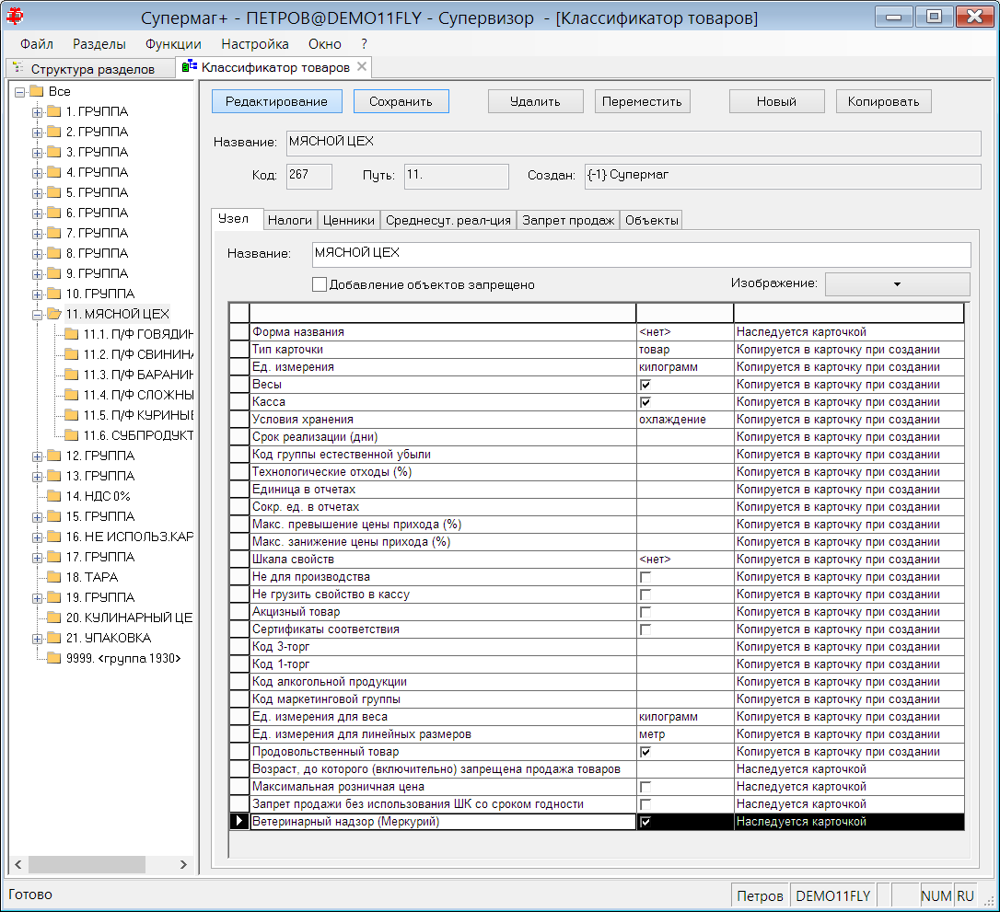 Супермаг+ - ПЕТРОВ@DEMO11FLY - Супервизор - [Классификатор товаров]
Файл Разделы Функции Настройка Окно ?
Структура разделов Классификатор товаров
Все
1. ГРУППА
2. ГРУППА
3. ГРУППА
4. ГРУППА
5. ГРУППА
6. ГРУППА
7. ГРУППА
8. ГРУППА
9. ГРУППА
10. ГРУППА
11. МЯСНОЙ ЦЕХ
11.1. П/Ф ГОВЯДИН
11.2. П/Ф СВИНИНА
11.3. П/Ф БАРАНИН
11.4. П/Ф СЛОЖНЫ
11.5. П/Ф КУРИНЫЕ
11.6. СУБПРОДУКТ
12. ГРУППА
13. ГРУППА
14. НДС 0%
15. ГРУППА
16. НЕ ИСПОЛЬЗ.КАР
17. ГРУППА
18. ТАРА
19. ГРУППА
20. КУЛИНАРНЫЙ ЦЕ
21. УПАКОВКА
9999. <группа 1930>
Редактирование Сохранить Удалить Переместить Новый Копировать
Название: МЯСНОЙ ЦЕХ
Код: 267 Путь: 11. Создан: {-1} Супермаг
Узел Налоги Ценники Среднесут. реал-ция Запрет продаж Объекты
Название: МЯСНОЙ ЦЕХ
Добавление объектов запрещено Изображение:
Форма названия <нет> Наследуется карточкой
Тип карточки товар Копируется в карточку при создании
Ед. измерения килограмм Копируется в карточку при создании
Весы Копируется в карточку при создании
Касса Копируется в карточку при создании
Условия хранения охлаждение Копируется в карточку при создании
Срок реализации (дни) Копируется в карточку при создании
Код группы естественной убыли Копируется в карточку при создании
Технологические отходы (%) Копируется в карточку при создании
Единица в отчетах Копируется в карточку при создании
Сокр. ед. в отчетах Копируется в карточку при создании
Макс. превышение цены прихода (%) Копируется в карточку при создании
Макс. занижение цены прихода (%) Копируется в карточку при создании
Шкала свойств <нет> Копируется в карточку при создании
Не для производства Копируется в карточку при создании
Не грузить свойство в кассу Копируется в карточку при создании
Акцизный товар Копируется в карточку при создании
Сертификаты соответствия Копируется в карточку при создании
Код 3-торг Копируется в карточку при создании
Код 1-торг Копируется в карточку при создании
Код алкогольной продукции Копируется в карточку при создании
Код маркетинговой группы Копируется в карточку при создании
Ед. измерения для веса килограмм Копируется в карточку при создании
Ед. измерения для линейных размеров метр Копируется в карточку при создании
Продовольственный товар Копируется в карточку при создании
Возраст, до которого (включительно) запрещена продажа товаров Наследуется карточкой
Максимальная розничная цена Наследуется карточкой
Запрет продажи без использования ШК со сроком годности Наследуется карточкой
Ветеринарный надзор (Меркурий) Наследуется карточкой
Готово Петров DEMO11FLY NUM RU